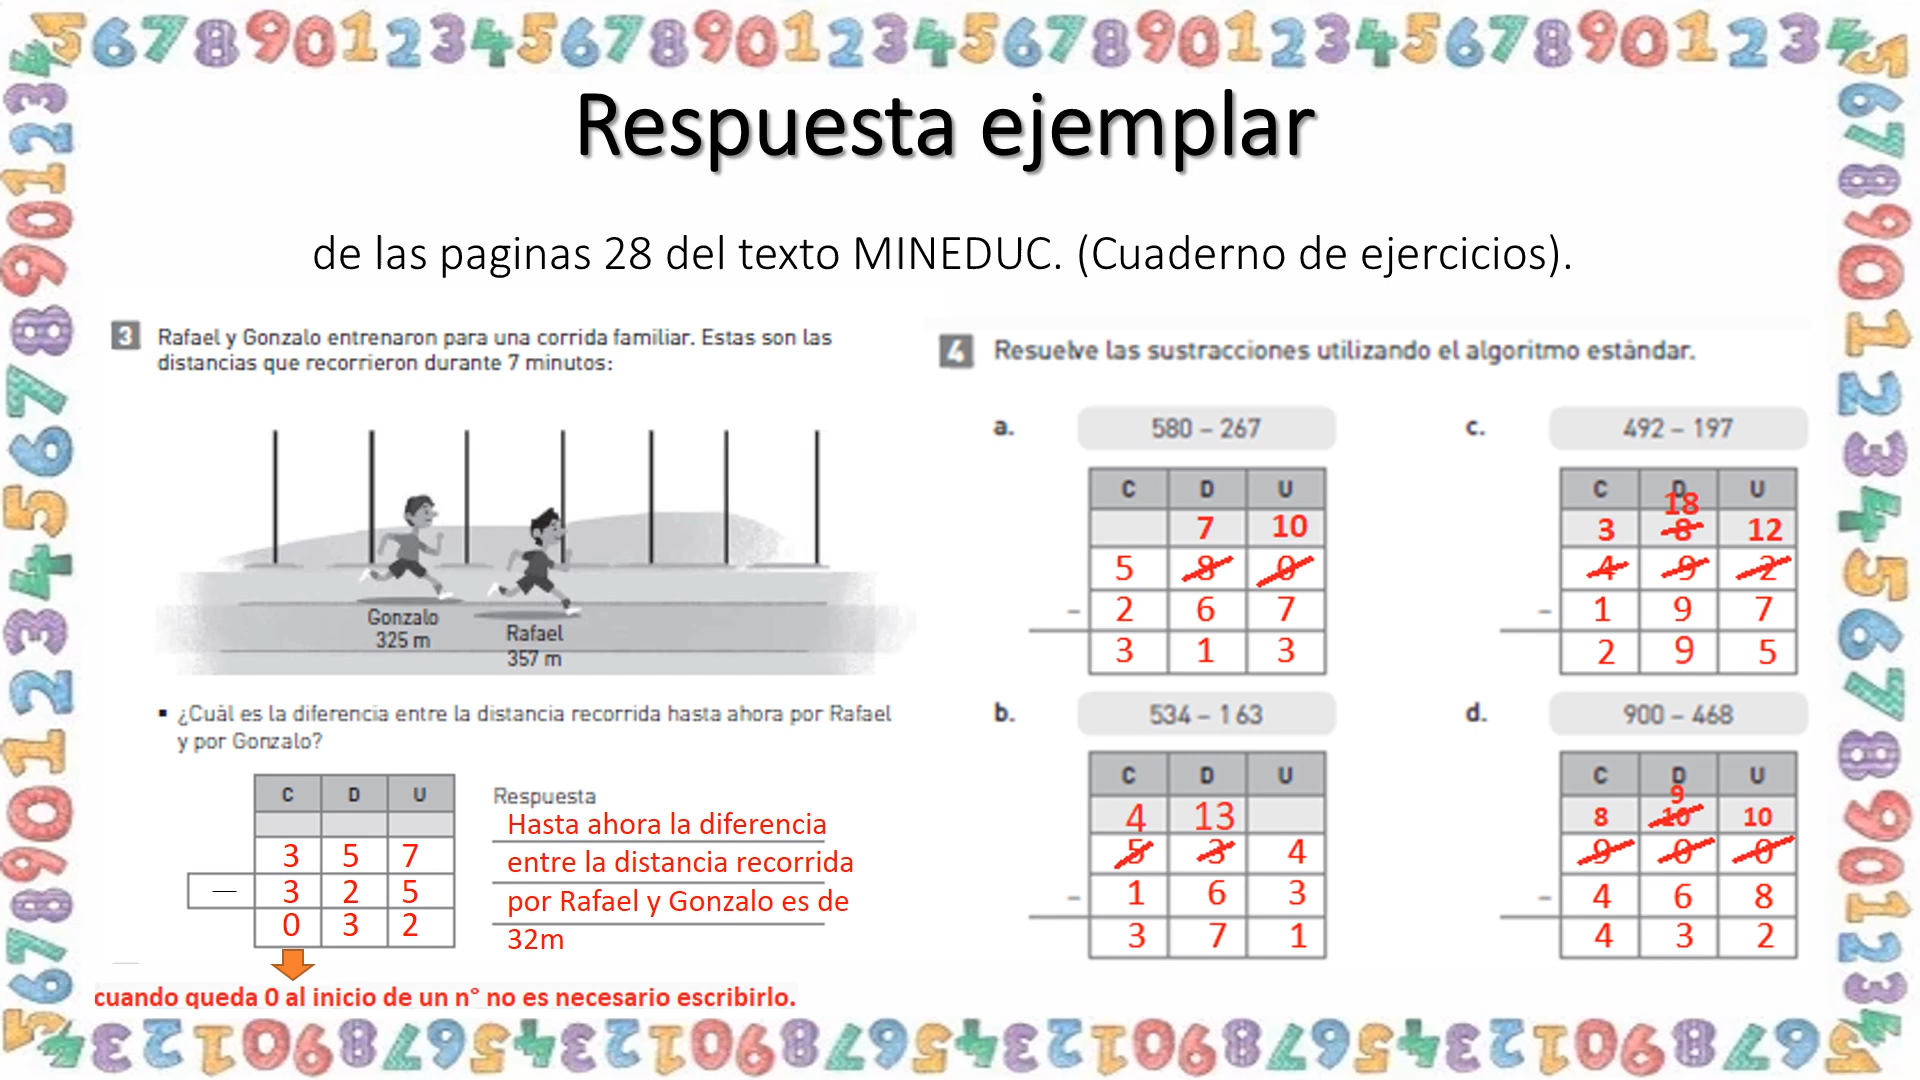 Respuesta ejemplar
de las paginas 28 del texto MINEDUC. (Cuaderno de ejercicios).
3 Rafael y Gonzalo entrenaron para una corrida familiar. Estas son las
distancias que recorrieron durante 7 minutos:
Gonzalo
325 m
Rafael
357 m
▪ ¿Cuál es la diferencia entre la distancia recorrida hasta ahora por Rafael
y por Gonzalo?
C D U
3 5 7
— 3 2 5
0 3 2
Respuesta
Hasta ahora la diferencia
entre la distancia recorrida
por Rafael y Gonzalo es de
32m
cuando queda 0 al inicio de un n° no es necesario escribirlo.
4 Resuelve las sustracciones utilizando el algoritmo estándar.
a. 580 – 267
C D U
7 10
5 8 0
– 2 6 7
3 1 3
b. 534 – 163
C D U
4 13
5 3 4
– 1 6 3
3 7 1
c. 492 – 197
C D U
18
3 8 12
4 9 2
– 1 9 7
2 9 5
d. 900 – 468
C D U
9
8 10 10
9 0 0
– 4 6 8
4 3 2